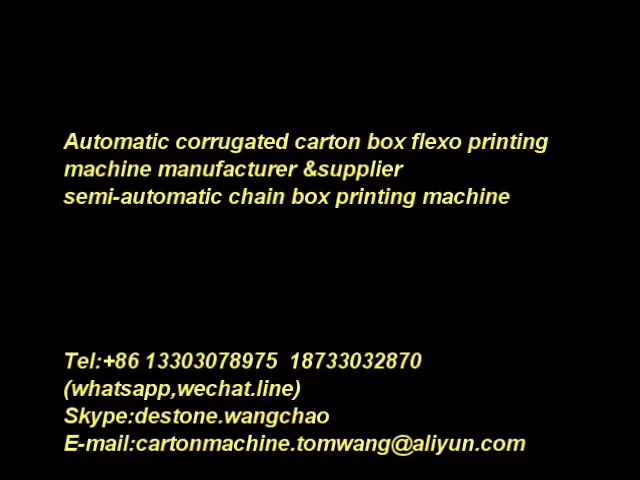 Automatic corrugated carton box flexo printing
machine manufacturer &supplier
semi-automatic chain box printing machine
Tel:+86 13303078975  18733032870
(whatsapp,wechat.line)
Skype:destone.wangchao
E-mail:cartonmachine.tomwang@aliyun.com